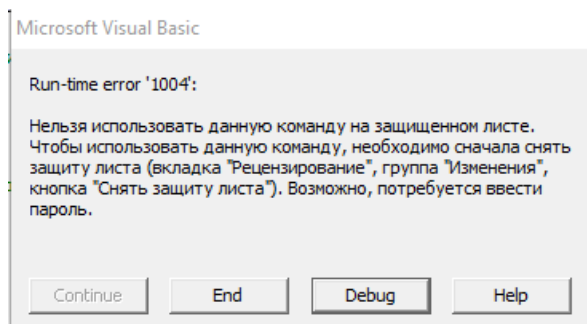 Microsoft Visual Basic
Run-time error '1004':
Нельзя использовать данную команду на защищенном листе.
Чтобы использовать данную команду, необходимо сначала снять
защиту листа (вкладка "Рецензирование", группа "Изменения",
кнопка "Снять защиту листа"). Возможно, потребуется ввести
пароль.
Continue End Debug Help